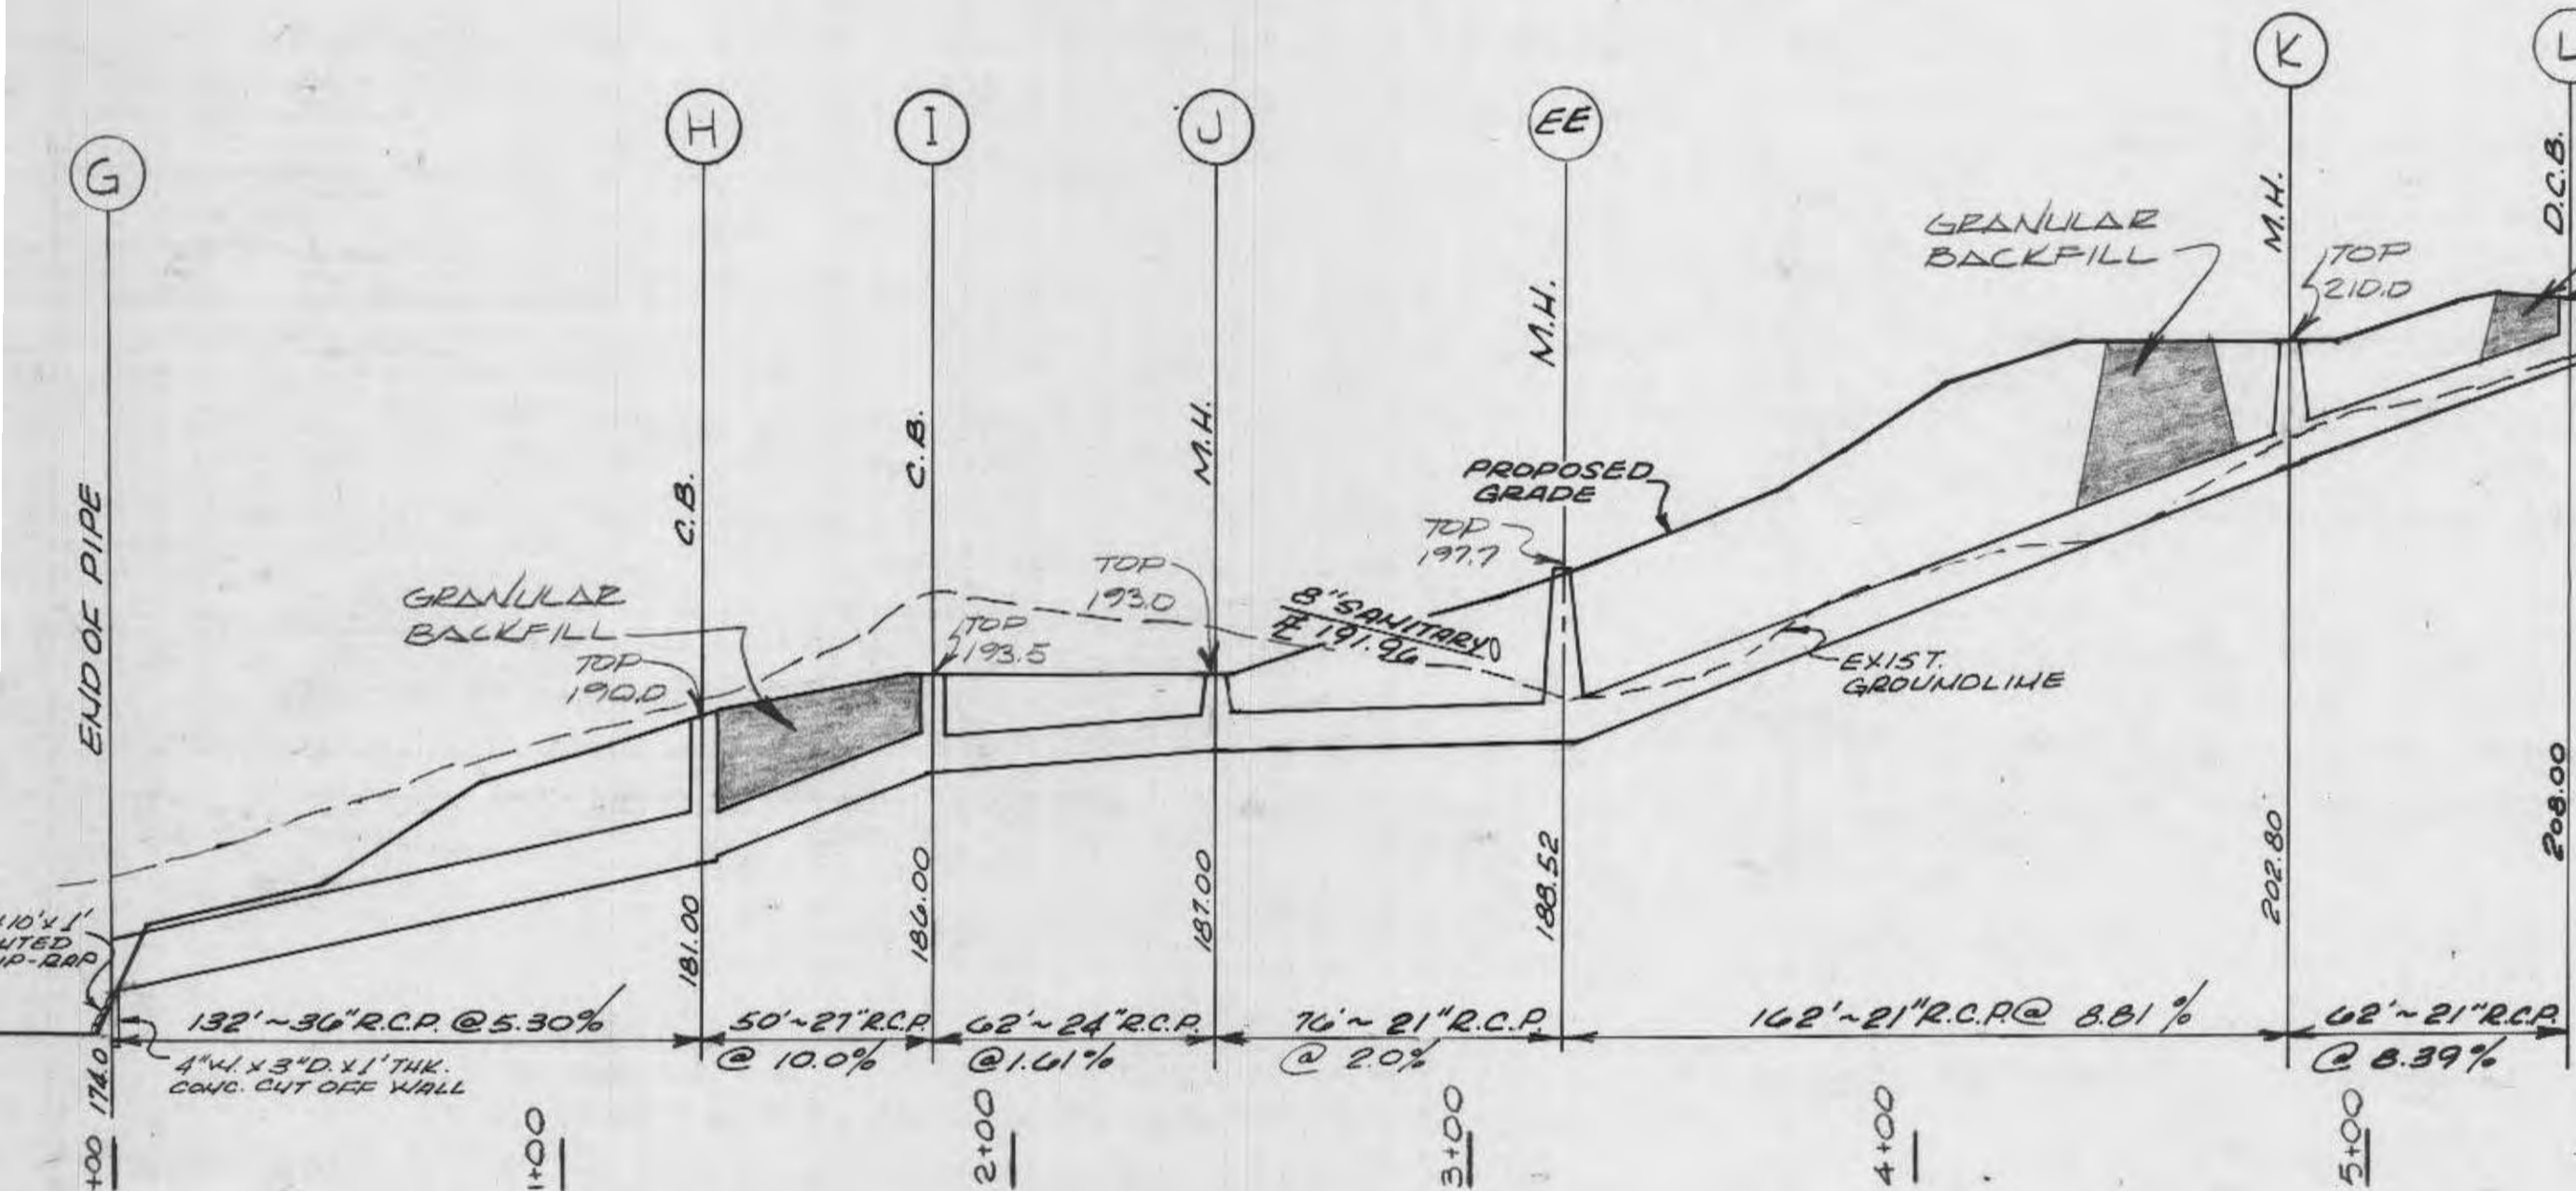 G
H
I
J
EE
K
L
END OF PIPE
C.B.
C.B.
M.H.
M.H.
M.H.
D.C.B.
GRANULAR
BACKFILL
TOP
190.0
TOP
193.5
TOP
193.0
8" SANITARY
191.96
TOP
197.7
PROPOSED
GRADE
GRANULAR
BACKFILL
TOP
210.0
EXIST.
GROUNDLINE
10' x 1'
174.0
181.00
186.00
187.00
188.52
202.80
208.00
132' ~ 36" R.C.P. @ 5.30%
50' ~ 27" R.C.P.
@ 10.0%
62' ~ 24" R.C.P.
@ 1.61%
76' ~ 21" R.C.P.
@ 2.0%
162' ~ 21" R.C.P. @ 8.81%
62' ~ 21" R.C.P.
@ 8.39%
4" W. x 3" D. x 1' THK.
CONC. CUT OFF WALL
+00
1+00
2+00
3+00
4+00
5+00